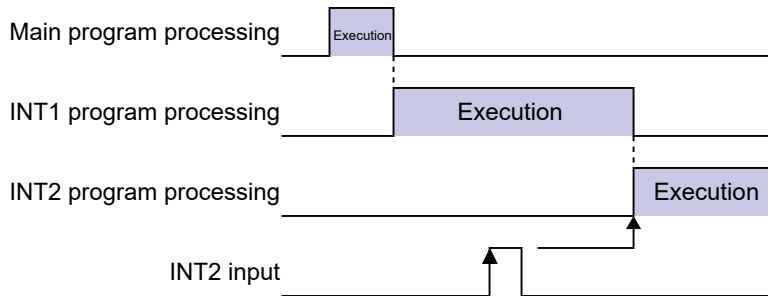 Main program processing
Execution
INT1 program processing
Execution
INT2 program processing
Execution
INT2 input